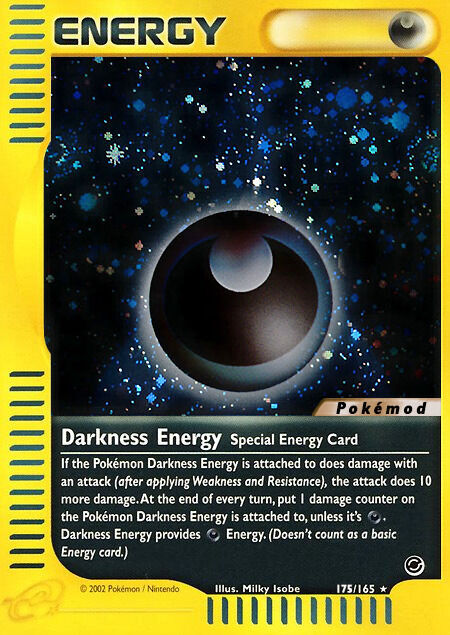 ENERGY
Pokémod
Darkness Energy Special Energy Card
If the Pokémon Darkness Energy is attached to does damage with
an attack (after applying Weakness and Resistance), the attack does 10
more damage. At the end of every turn, put 1 damage counter on
the Pokémon Darkness Energy is attached to, unless it's .
Darkness Energy provides Energy. (Doesn't count as a basic
Energy card.)
© 2002 Pokémon / Nintendo Illus. Milky Isobe 175/165 ★